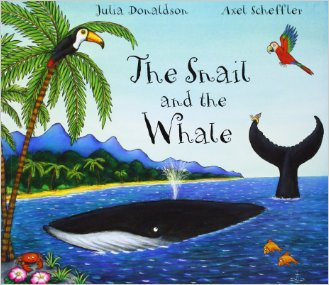 Julia Donaldson Axel Scheffler
The Snail
and the
Whale